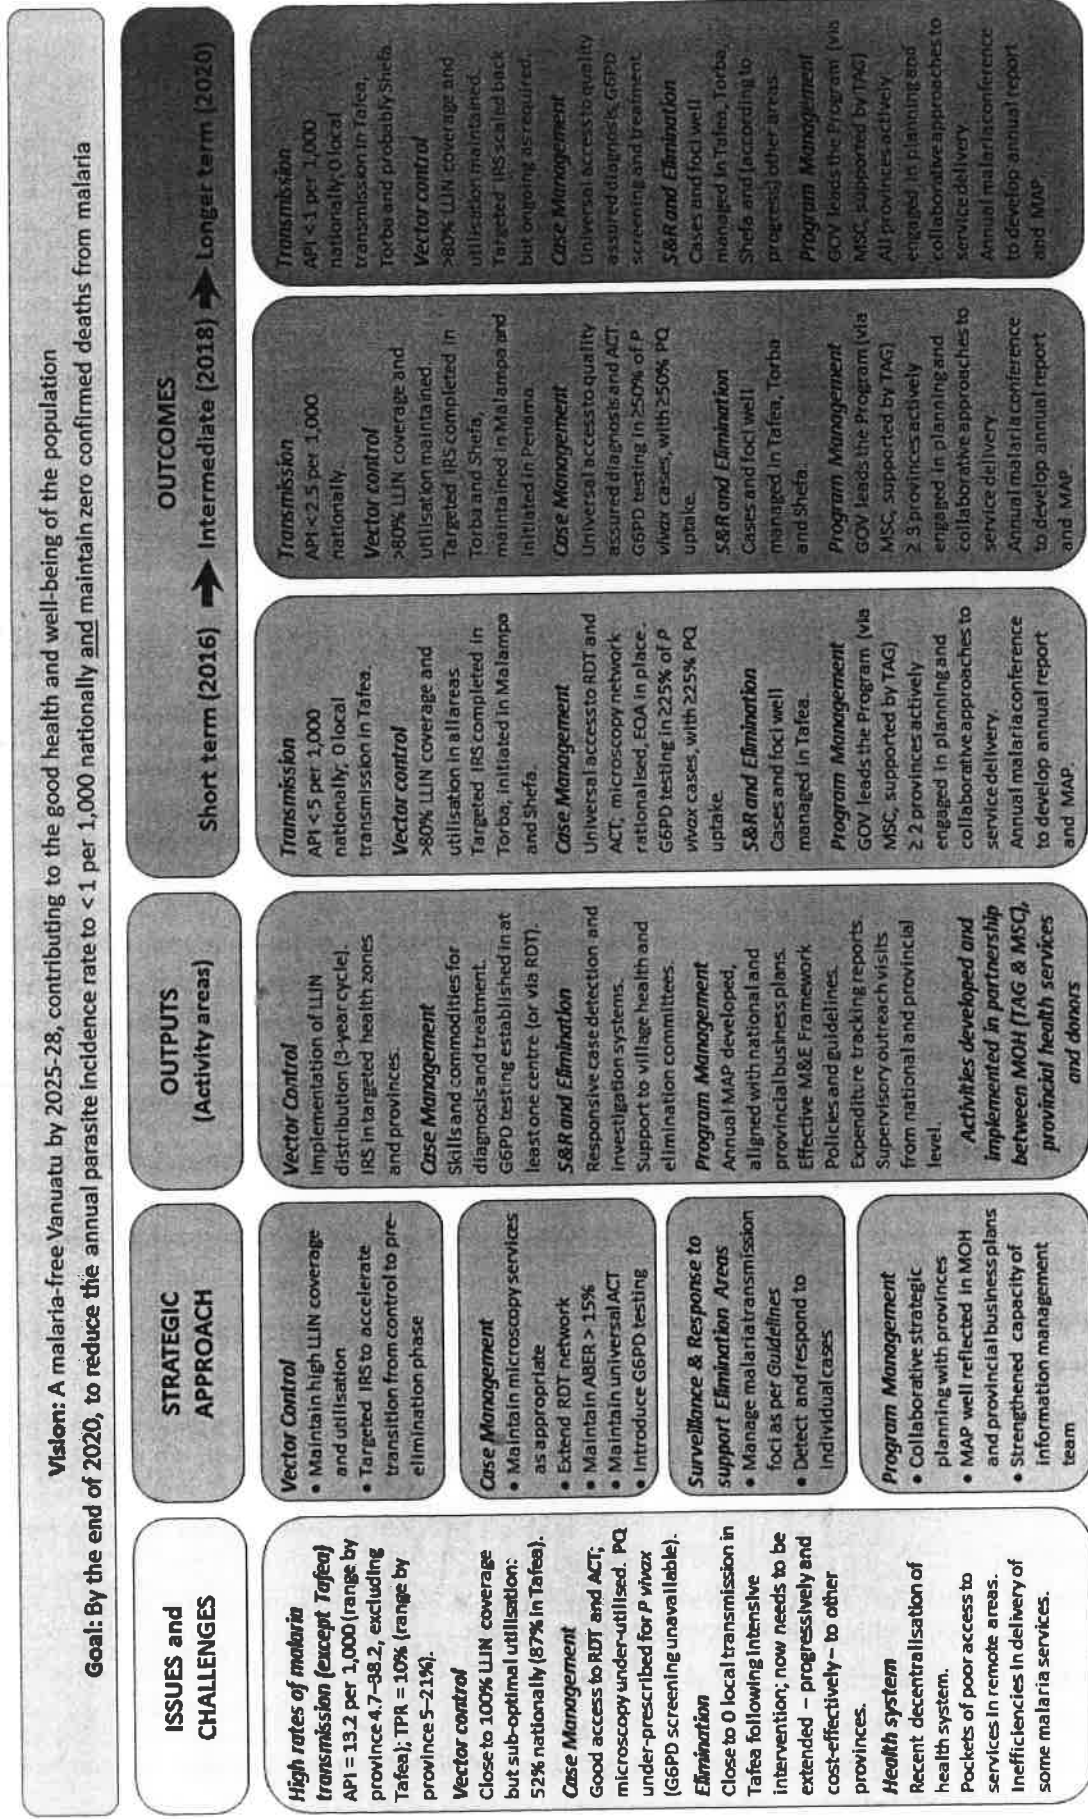 Vision: A malaria-free Vanuatu by 2025-28, contributing to the good health and well-being of the population
Goal: By the end of 2020, to reduce the annual parasite incidence rate to <1 per 1,000 nationally and maintain zero confirmed deaths from malaria
ISSUES and
CHALLENGES
High rates of malaria
transmission (except Tafea)
API = 13.2 per 1,000 (range by
province 4.7–38.2, excluding
Tafea); TPR = 10% (range by
province 5–21%).
Vector control
Close to 100% LLIN coverage
but sub-optimal utilisation:
52% nationally (87% in Tafea).
Case Management
Good access to RDT and ACT;
microscopy under-utilised. PQ
under-prescribed for P vivax
(G6PD screening unavailable).
Elimination
Close to 0 local transmission in
Tafea following intensive
intervention; now needs to be
extended – progressively and
cost-effectively – to other
provinces.
Health system
Recent decentralisation of
health system.
Pockets of poor access to
services in remote areas.
Inefficiencies in delivery of
some malaria services.
STRATEGIC
APPROACH
Vector Control
• Maintain high LLIN coverage
and utilisation
• Targeted IRS to accelerate
transition from control to pre-
elimination phase
Case Management
• Maintain microscopy services
as appropriate
• Extend RDT network
• Maintain ABER > 15%
• Maintain universal ACT
• Introduce G6PD testing
Surveillance & Response to
support Elimination Areas
• Manage malaria transmission
foci as per Guidelines
• Detect and respond to
individual cases
Program Management
• Collaborative strategic
planning with provinces
• MAP well reflected in MOH
and provincial business plans
• Strengthened capacity of
information management
team
OUTPUTS
(Activity areas)
Vector Control
Implementation of LLIN
distribution (3-year cycle).
IRS in targeted health zones
and provinces.
Case Management
Skills and commodities for
diagnosis and treatment.
G6PD testing established in at
least one centre (or via RDT).
S&R and Elimination
Responsive case detection and
investigation systems.
Support to village health and
elimination committees.
Program Management
Annual MAP developed,
aligned with national and
provincial business plans.
Effective M&E Framework
Policies and guidelines.
Expenditure tracking reports.
Supervisory outreach visits
from national and provincial
level.
Activities developed and
implemented in partnership
between MOH (TAG & MSC),
provincial health services
and donors
OUTCOMES
Short term (2016) → Intermediate (2018) → Longer term (2020)
Transmission
API <5 per 1,000
nationally; 0 local
transmission in Tafea.
Vector control
>80% LLIN coverage and
utilisation in all areas
Targeted IRS completed in
Torba, initiated in Malampa
and Shefa.
Case Management
Universal access to RDT and
ACT; microscopy network
rationalised, EQA in place.
G6PD testing in ≥25% of P
vivax cases, with ≥25% PQ
uptake.
S&R and Elimination
Cases and foci well
managed in Tafea.
Program Management
GOV leads the Program (via
MSC, supported by TAG)
≥ 2 provinces actively
engaged in planning and
collaborative approaches to
service delivery.
Annual malaria conference
to develop annual report
and MAP.
Transmission
API <2.5 per 1,000
nationally.
Vector control
>80% LLIN coverage and
utilisation maintained.
Targeted IRS completed in
Torba and Shefa,
maintained in Malampa and
initiated in Penama.
Case Management
Universal access to quality
assured diagnosis and ACT.
G6PD testing in ≥50% of P
vivax cases, with ≥50% PQ
uptake.
S&R and Elimination
Cases and foci well
managed in Tafea, Torba
and Shefa.
Program Management
GOV leads the Program (via
MSC, supported by TAG)
≥ 3 provinces actively
engaged in planning and
collaborative approaches to
service delivery.
Annual malaria conference
to develop annual report
and MAP.
Transmission
API <1 per 1,000
nationally, 0 local
transmission in Tafea,
Torba and probably Shefa.
Vector control
>80% LLIN coverage and
utilisation maintained.
Targeted IRS scaled back
but ongoing as required.
Case Management
Universal access to quality
assured diagnosis, G6PD
screening and treatment
S&R and Elimination
Cases and foci well
managed in Tafea, Torba,
Shefa and (according to
progress) other areas.
Program Management
GOV leads the Program (via
MSC, supported by TAG)
All provinces actively
engaged in planning and
collaborative approaches to
service delivery
Annual malaria conference
to develop annual report
and MAP.